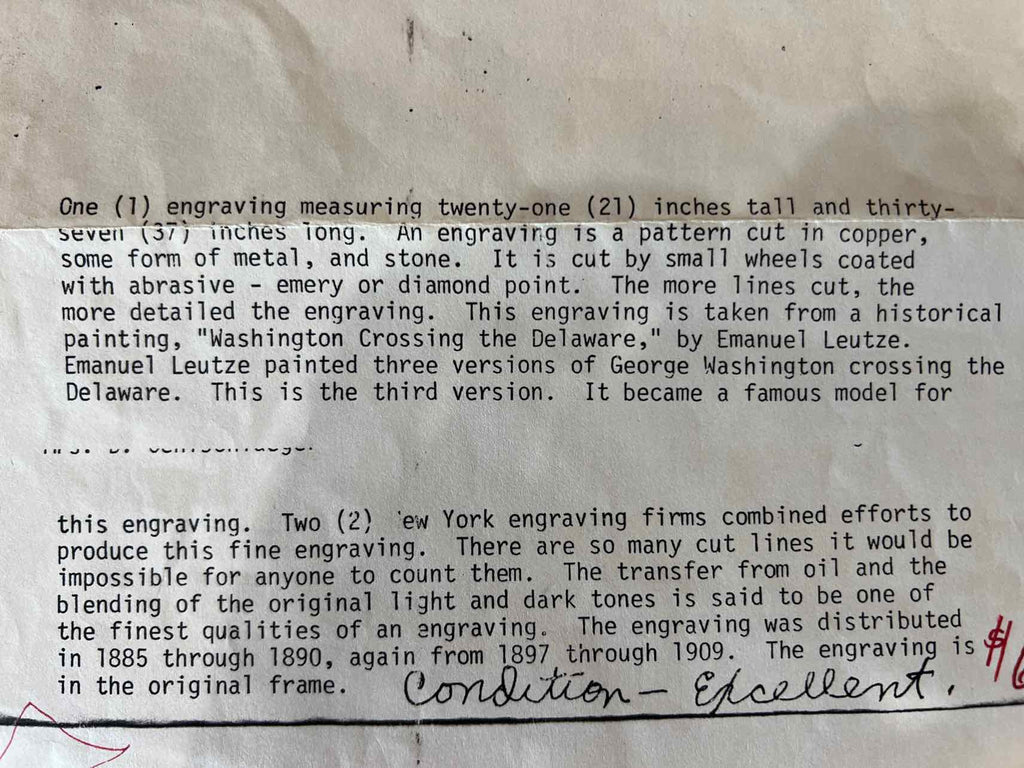 One (1) engraving measuring twenty-one (21) inches tall and thirty-
seven (37) inches long.  An engraving is a pattern cut in copper,
some form of metal, and stone.  It is cut by small wheels coated
with abrasive - emery or diamond point.  The more lines cut, the
more detailed the engraving.  This engraving is taken from a historical
painting, "Washington Crossing the Delaware," by Emanuel Leutze.
Emanuel Leutze painted three versions of George Washington crossing the
Delaware.  This is the third version.  It became a famous model for
this engraving.  Two (2) ew York engraving firms combined efforts to
produce this fine engraving.  There are so many cut lines it would be
impossible for anyone to count them.  The transfer from oil and the
blending of the original light and dark tones is said to be one of
the finest qualities of an engraving.  The engraving was distributed
in 1885 through 1890, again from 1897 through 1909.  The engraving is
in the original frame.  Condition - Excellent.